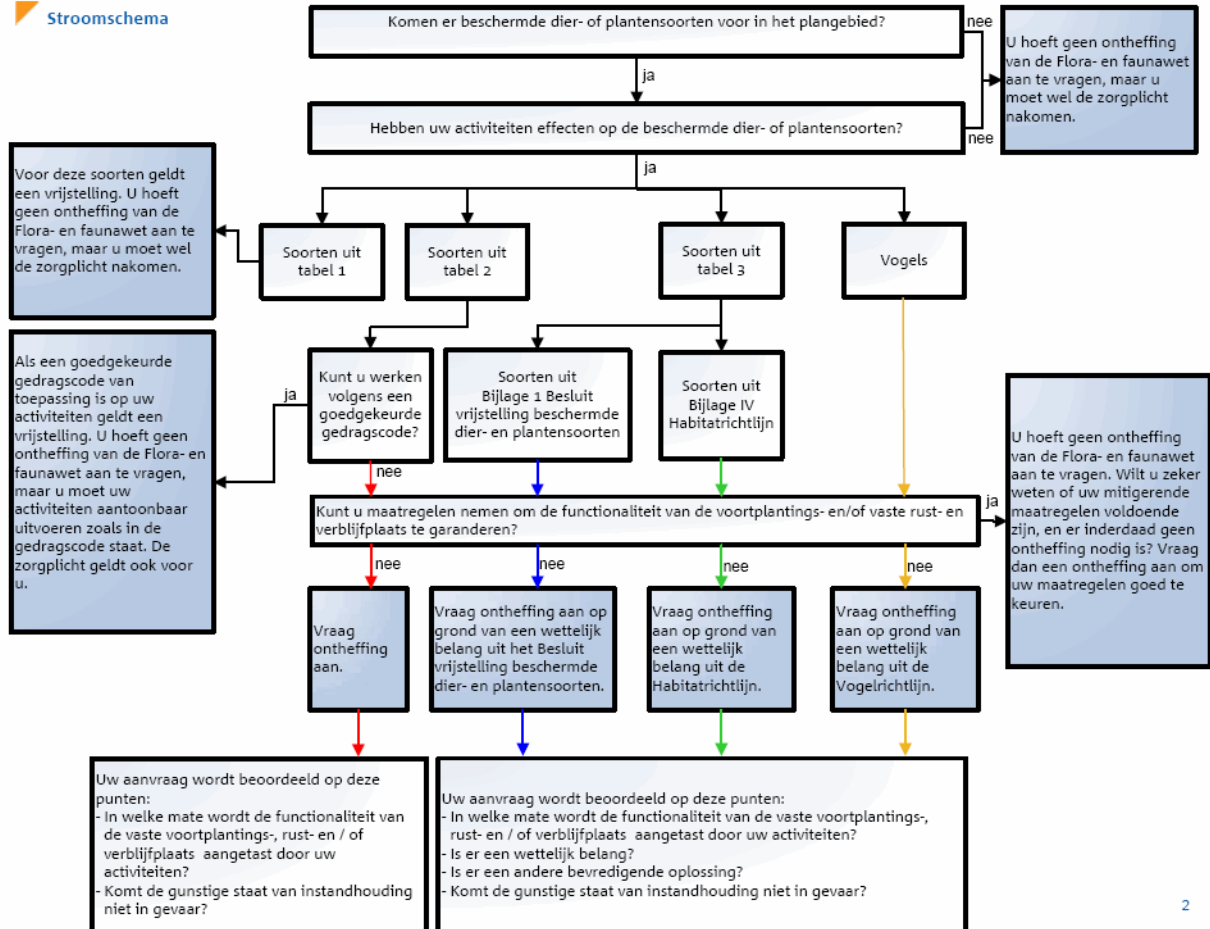 Stroomschema
Komen er beschermde dier- of plantensoorten voor in het plangebied?
nee
U hoeft geen ontheffing
van de Flora- en faunawet
aan te vragen, maar u
moet wel de zorgplicht
nakomen.
ja
Hebben uw activiteiten effecten op de beschermde dier- of plantensoorten?
nee
ja
Voor deze soorten geldt
een vrijstelling. U hoeft
geen ontheffing van de
Flora- en faunawet aan te
vragen, maar u moet wel
de zorgplicht nakomen.
Soorten uit
tabel 1
Soorten uit
tabel 2
Soorten uit
tabel 3
Vogels
Als een goedgekeurde
gedragscode van
toepassing is op uw
activiteiten geldt een
vrijstelling. U hoeft geen
ontheffing van de Flora- en
faunawet aan te vragen,
maar u moet uw
activiteiten aantoonbaar
uitvoeren zoals in de
gedragscode staat. De
zorgplicht geldt ook voor
u.
ja
Kunt u werken
volgens een
goedgekeurde
gedragscode?
Soorten uit
Bijlage 1 Besluit
vrijstelling beschermde
dier- en plantensoorten
Soorten uit
Bijlage IV
Habitatrichtlijn
nee
Kunt u maatregelen nemen om de functionaliteit van de voortplantings- en/of vaste rust- en
verblijfplaats te garanderen?
ja
U hoeft geen ontheffing
van de Flora- en faunawet
aan te vragen. Wilt u zeker
weten of uw mitigerende
maatregelen voldoende
zijn, en er inderdaad geen
ontheffing nodig is? Vraag
dan een ontheffing aan om
uw maatregelen goed te
keuren.
nee
nee
nee
nee
Vraag
ontheffing
aan.
Vraag ontheffing aan op
grond van een wettelijk
belang uit het Besluit
vrijstelling beschermde
dier- en plantensoorten.
Vraag ontheffing
aan op grond van
een wettelijk
belang uit de
Habitatrichtlijn.
Vraag ontheffing
aan op grond van
een wettelijk
belang uit de
Vogelrichtlijn.
Uw aanvraag wordt beoordeeld op deze
punten:
- In welke mate wordt de functionaliteit van
de vaste voortplantings-, rust- en / of
verblijfplaats aangetast door uw
activiteiten?
- Komt de gunstige staat van instandhouding
niet in gevaar?
Uw aanvraag wordt beoordeeld op deze punten:
- In welke mate wordt de functionaliteit van de vaste voortplantings-,
rust- en / of verblijfplaats aangetast door uw activiteiten?
- Is er een wettelijk belang?
- Is er een andere bevredigende oplossing?
- Komt de gunstige staat van instandhouding niet in gevaar?
2